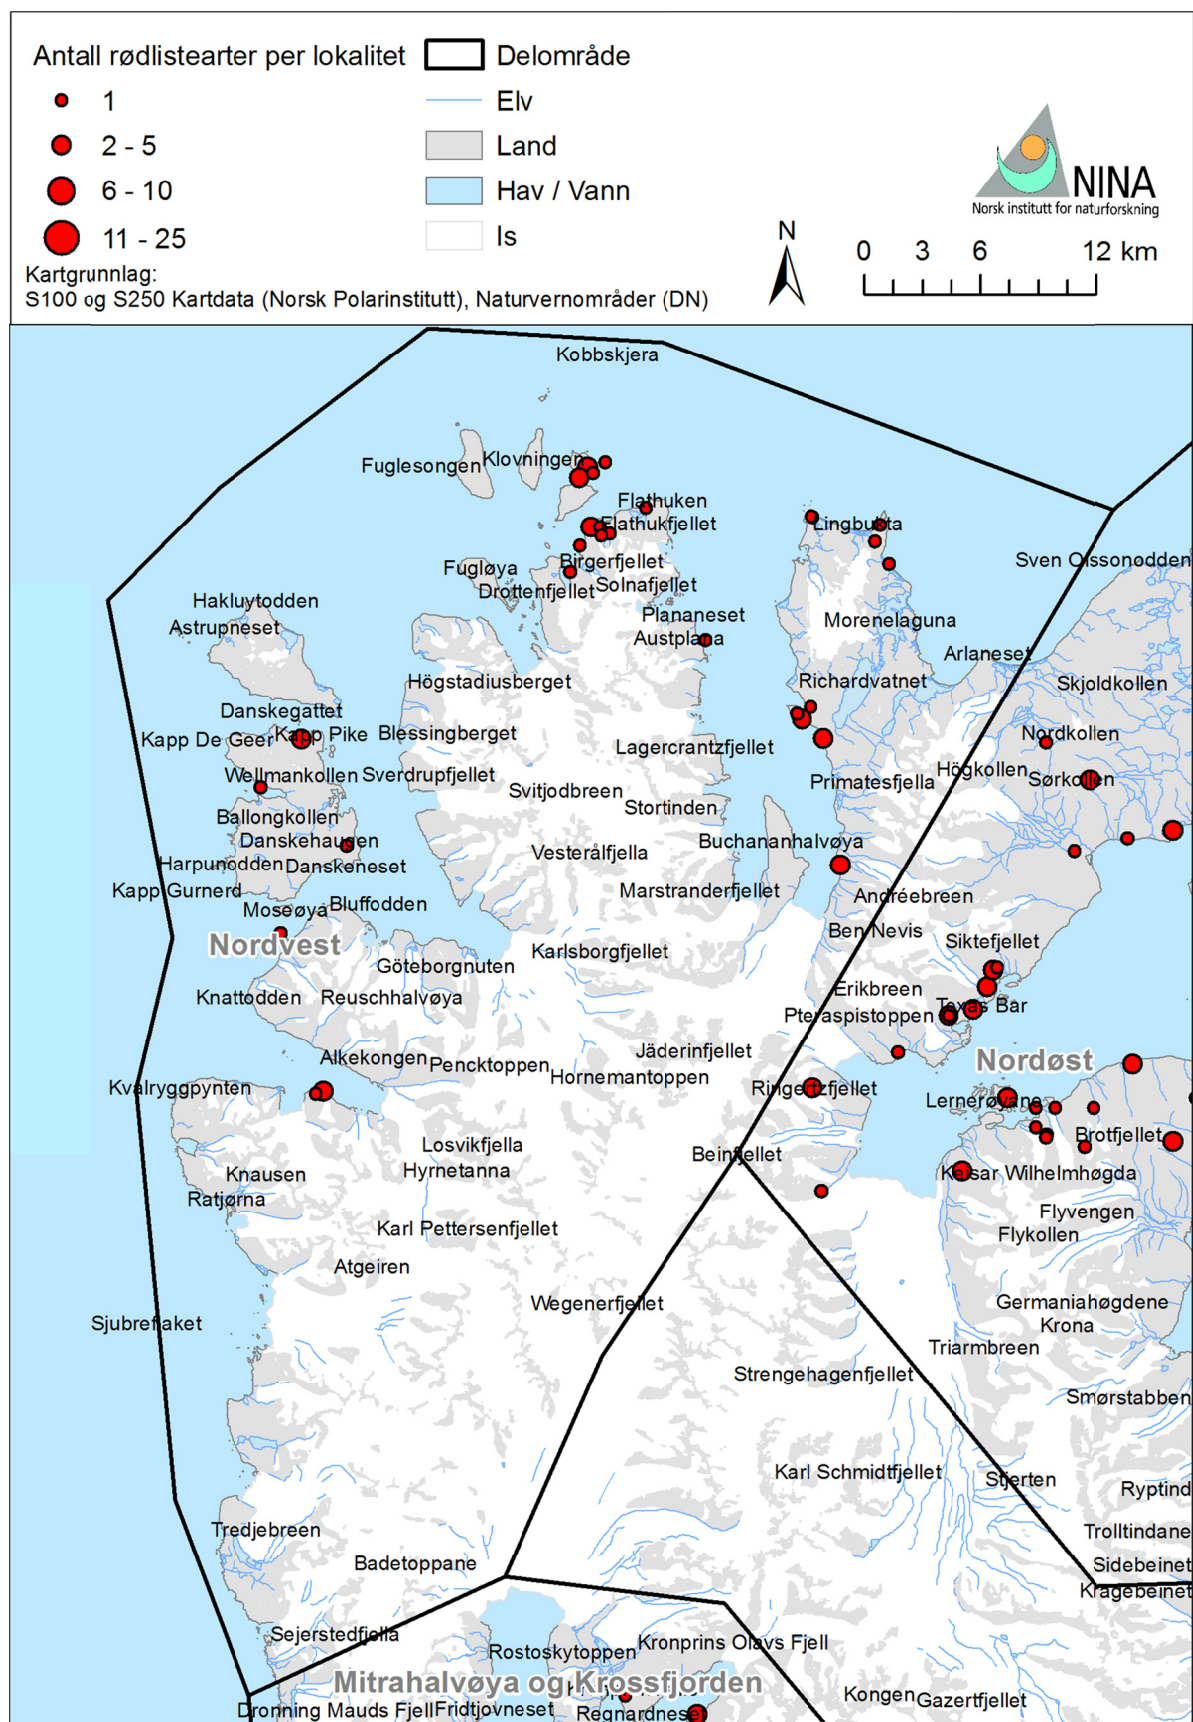 Antall rødlistearter per lokalitet
1
2 - 5
6 - 10
11 - 25
Delområde
Elv
Land
Hav / Vann
Is
Kartgrunnlag:
S100 og S250 Kartdata (Norsk Polarinstitutt), Naturvernområder (DN)
NINA
Norsk institutt for naturforskning
N
0 3 6 12 km
Kobbskjera
Fuglesongen
Klovningen
Flathuken
Flathukfjellet
Lingbukta
Birgerfjellet
Sven Olssonodden
Fugløya
Solnafjellet
Drottenfjellet
Hakluytodden
Plananeset
Astrupneset
Morenelaguna
Austplana
Arlaneset
Högstadiusberget
Richardvatnet
Skjoldkollen
Danskegattet
Kapp Pike
Blessingberget
Nordkollen
Kapp De Geer
Lagercrantzfjellet
Högkollen
Wellmankollen
Sverdrupfjellet
Sørkollen
Primatesfjella
Svitjodbreen
Stortinden
Ballongkollen
Danskehausen
Buchananhalvøya
Vesterålfjella
Harpunodden
Danskeneset
Kapp Gurnerd
Marstranderfjellet
Andréebreen
Bluffodden
Moseøya
Ben Nevis
Nordvest
Siktefjellet
Karlsborgfjellet
Göteborgnuten
Erikbreen
Knattodden
Reuschhalvøya
Texas Bar
Pteraspistoppen
Jäderinfjellet
Nordøst
Alkekongen
Pencktoppen
Hornemantoppen
Kvalryggpynten
Ringertzfjellet
Lernerøyane
Brotfjellet
Losvikfjella
Beinfjellet
Hyrnetanna
Knausen
Keisar Wilhelmhøgda
Ratjørna
Flyvengen
Karl Pettersenfjellet
Flykollen
Atgeiren
Wegenerfjellet
Germaniahøgdene
Sjubreflaket
Krona
Triarmbreen
Strengehagenfjellet
Smørstabben
Karl Schmidtfjellet
Stjerten
Ryptind
Tredjebreen
Trolltindane
Badetoppane
Sidebeinet
Kragebeinet
Sejerstedfjella
Kronprins Olavs Fjell
Rostoskytoppen
Mitrahalvøya og Krossfjorden
Kongen
Gazertfjellet
Dronning Mauds Fjell
Fridtjovneset
Regnardneset